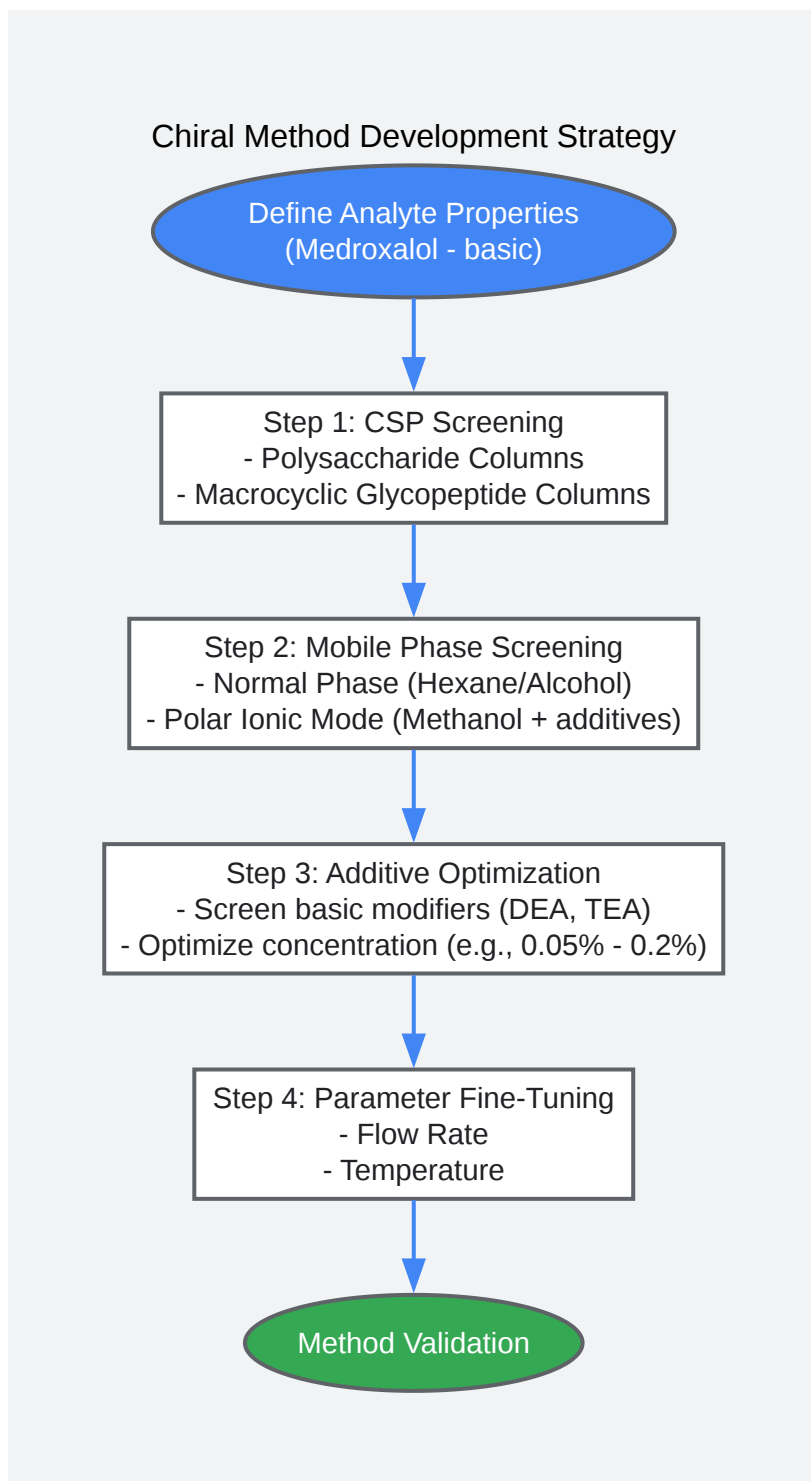 Chiral Method Development Strategy
Define Analyte Properties
(Medroxalol - basic)
Step 1: CSP Screening
- Polysaccharide Columns
- Macrocyclic Glycopeptide Columns
Step 2: Mobile Phase Screening
- Normal Phase (Hexane/Alcohol)
- Polar Ionic Mode (Methanol + additives)
Step 3: Additive Optimization
- Screen basic modifiers (DEA, TEA)
- Optimize concentration (e.g., 0.05% - 0.2%)
Step 4: Parameter Fine-Tuning
- Flow Rate
- Temperature
Method Validation